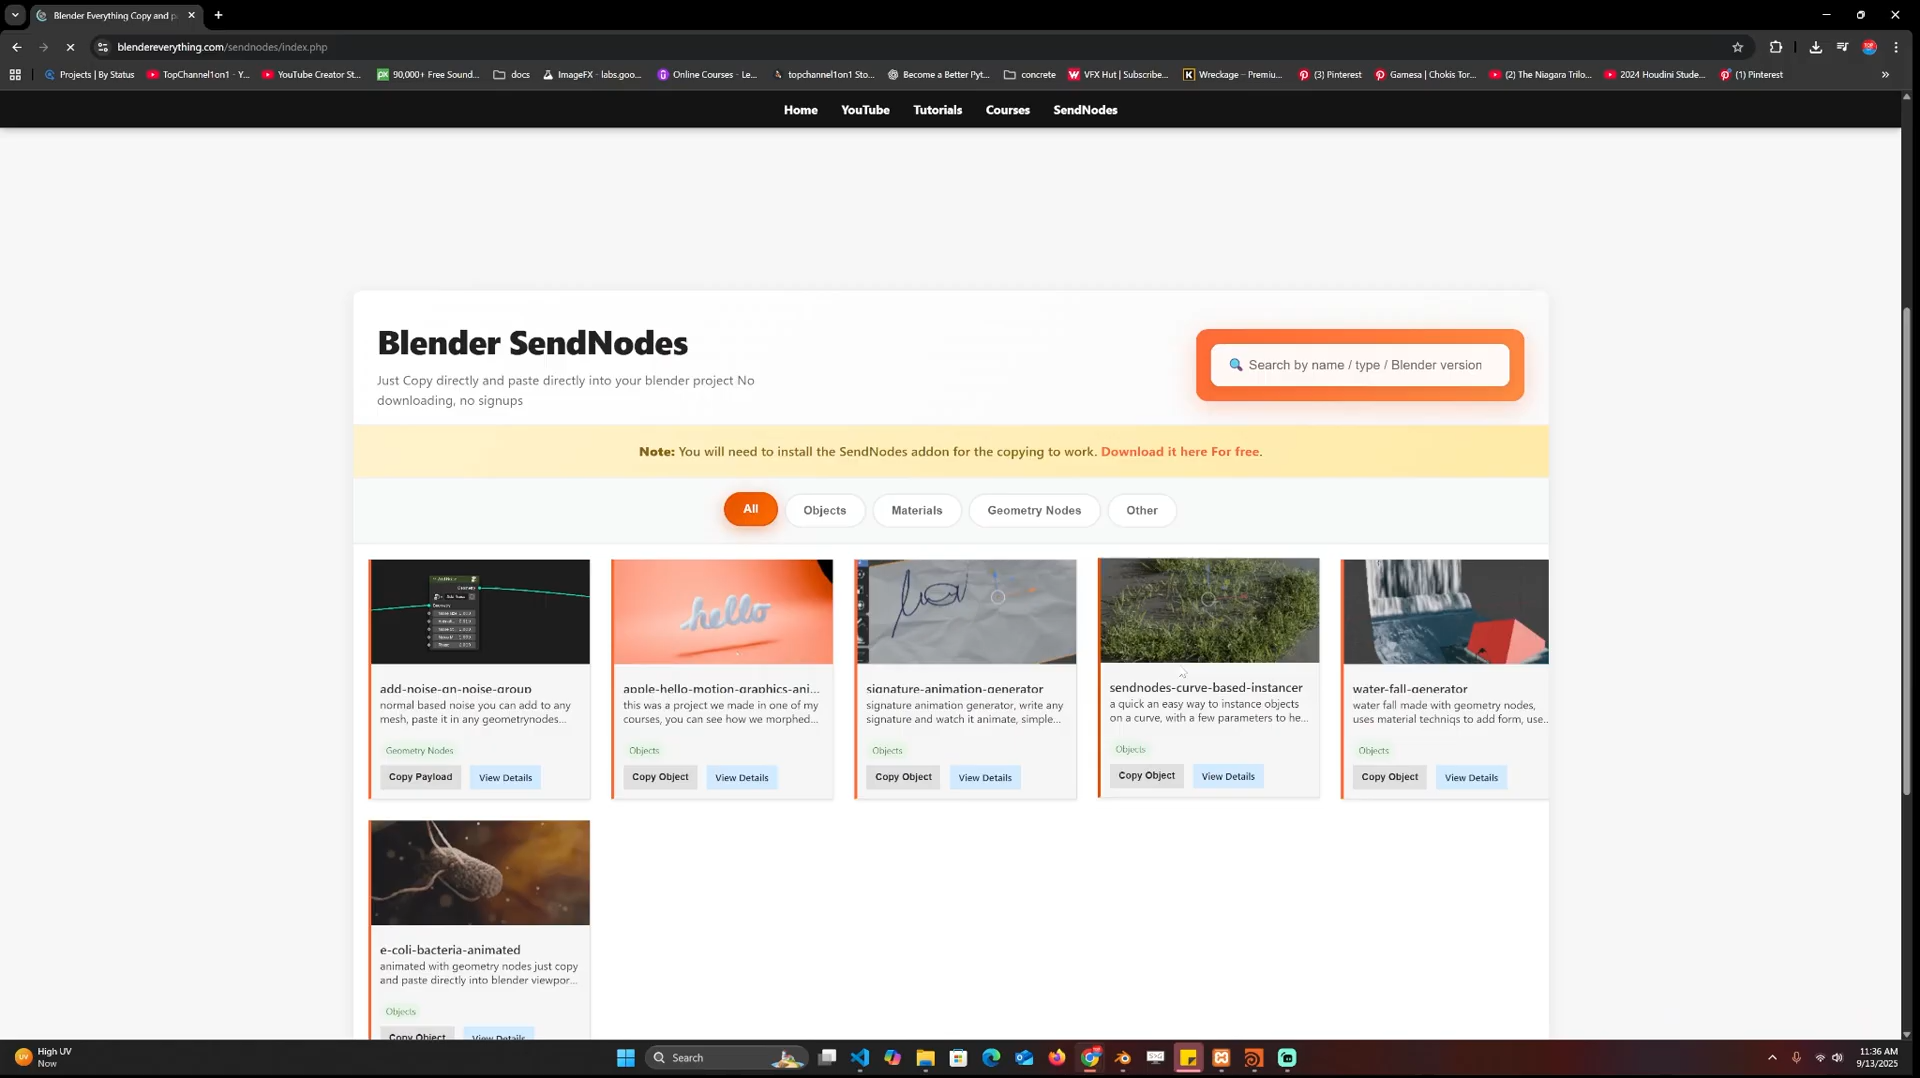 Blender Everything Copy and p
blendereverything.com/sendnodes/index.php
Projects | By Status
TopChannel1on1 - Y...
YouTube Creator St...
90,000+ Free Sound...
docs
ImageFX - labs.goo...
Online Courses - Le...
topchannel1on1 Sto...
Become a Better Pyt...
concrete
VFX Hut | Subscribe...
Wreckage – Premiu...
(3) Pinterest
Gamesa | Chokis Tor...
(2) The Niagara Trilo...
2024 Houdini Stude...
(1) Pinterest
Home
YouTube
Tutorials
Courses
SendNodes
Blender SendNodes
Just Copy directly and paste directly into your blender project No
downloading, no signups
Search by name / type / Blender version
Note: You will need to install the SendNodes addon for the copying to work. Download it here For free.
All
Objects
Materials
Geometry Nodes
Other
hello
add-noise-gn-noise-group
normal based noise you can add to any
mesh, paste it in any geometrynodes...
Geometry Nodes
Copy Payload
View Details
apple-hello-motion-graphics-ani...
this was a project we made in one of my
courses, you can see how we morphed...
Objects
Copy Object
View Details
signature-animation-generator
signature animation generator, write any
signature and watch it animate, simple...
Objects
Copy Object
View Details
sendnodes-curve-based-instancer
a quick an easy way to instance objects
on a curve, with a few parameters to he...
Objects
Copy Object
View Details
water-fall-generator
water fall made with geometry nodes,
uses material techniqs to add form, use...
Objects
Copy Object
View Details
e-coli-bacteria-animated
animated with geometry nodes just copy
and paste directly into blender viewpor...
Objects
Copy Object
View Details
High UV
Now
Search
11:36 AM
9/13/2025